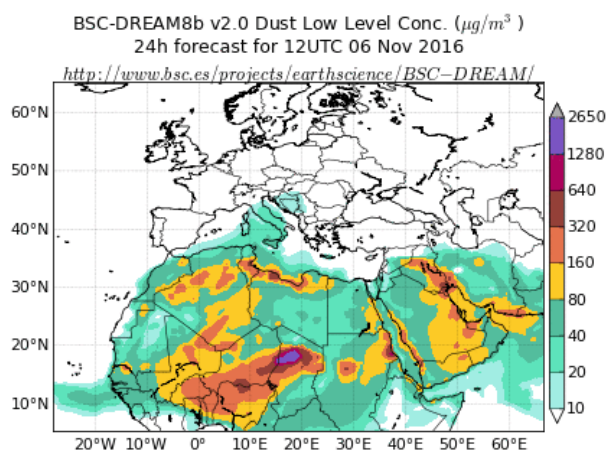 BSC-DREAM8b v2.0 Dust Low Level Conc. (μg/m³ )
24h forecast for 12UTC 06 Nov 2016
http://www.bsc.es/projects/earthscience/BSC−DREAM/
60°N
50°N
40°N
30°N
20°N
10°N
20°W 10°W 0° 10°E 20°E 30°E 40°E 50°E 60°E
2650
1280
640
320
160
80
40
20
10